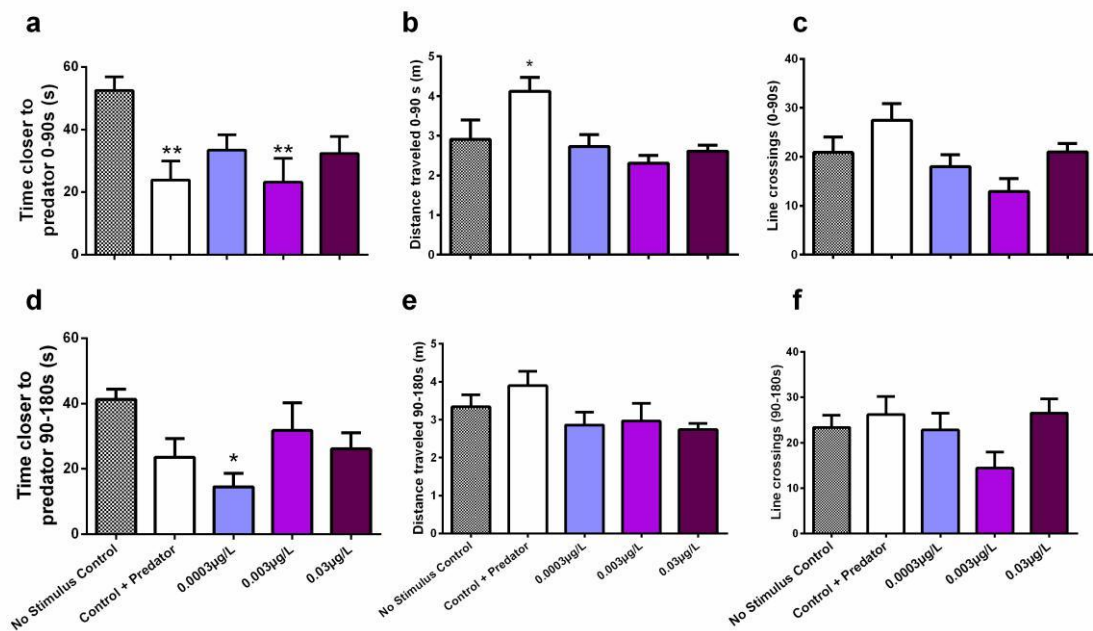 a
Time closer to
predator 0-90s (s)
60
40
20
0
**
**
b
Distance traveled 0-90 s (m)
5
4
3
2
1
0
*
c
Line crossings (0-90s)
40
30
20
10
0
d
Time closer to
predator 90-180s (s)
60
40
20
0
*
No Stimulus Control
Control + Predator
0.0003µg/L
0.003µg/L
0.03µg/L
e
Distance traveled 90-180s (m)
5
4
3
2
1
0
No Stimulus Control
Control + Predator
0.0003µg/L
0.003µg/L
0.03µg/L
f
Line crossings (90-180s)
40
30
20
10
0
No Stimulus Control
Control + Predator
0.0003µg/L
0.003µg/L
0.03µg/L